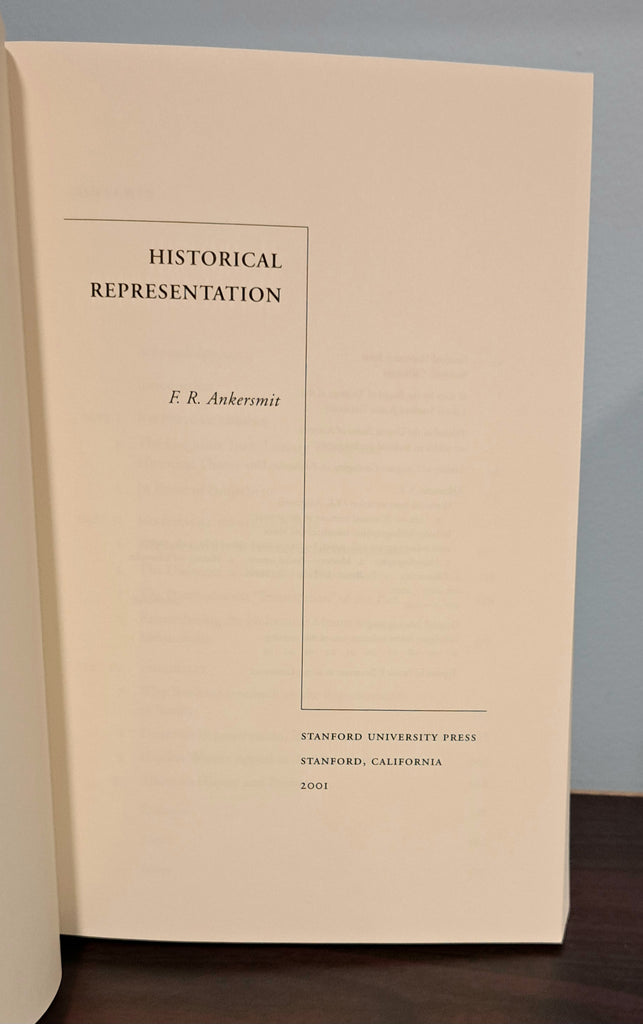 HISTORICAL
REPRESENTATION
F. R. Ankersmit
STANFORD UNIVERSITY PRESS
STANFORD, CALIFORNIA
2001